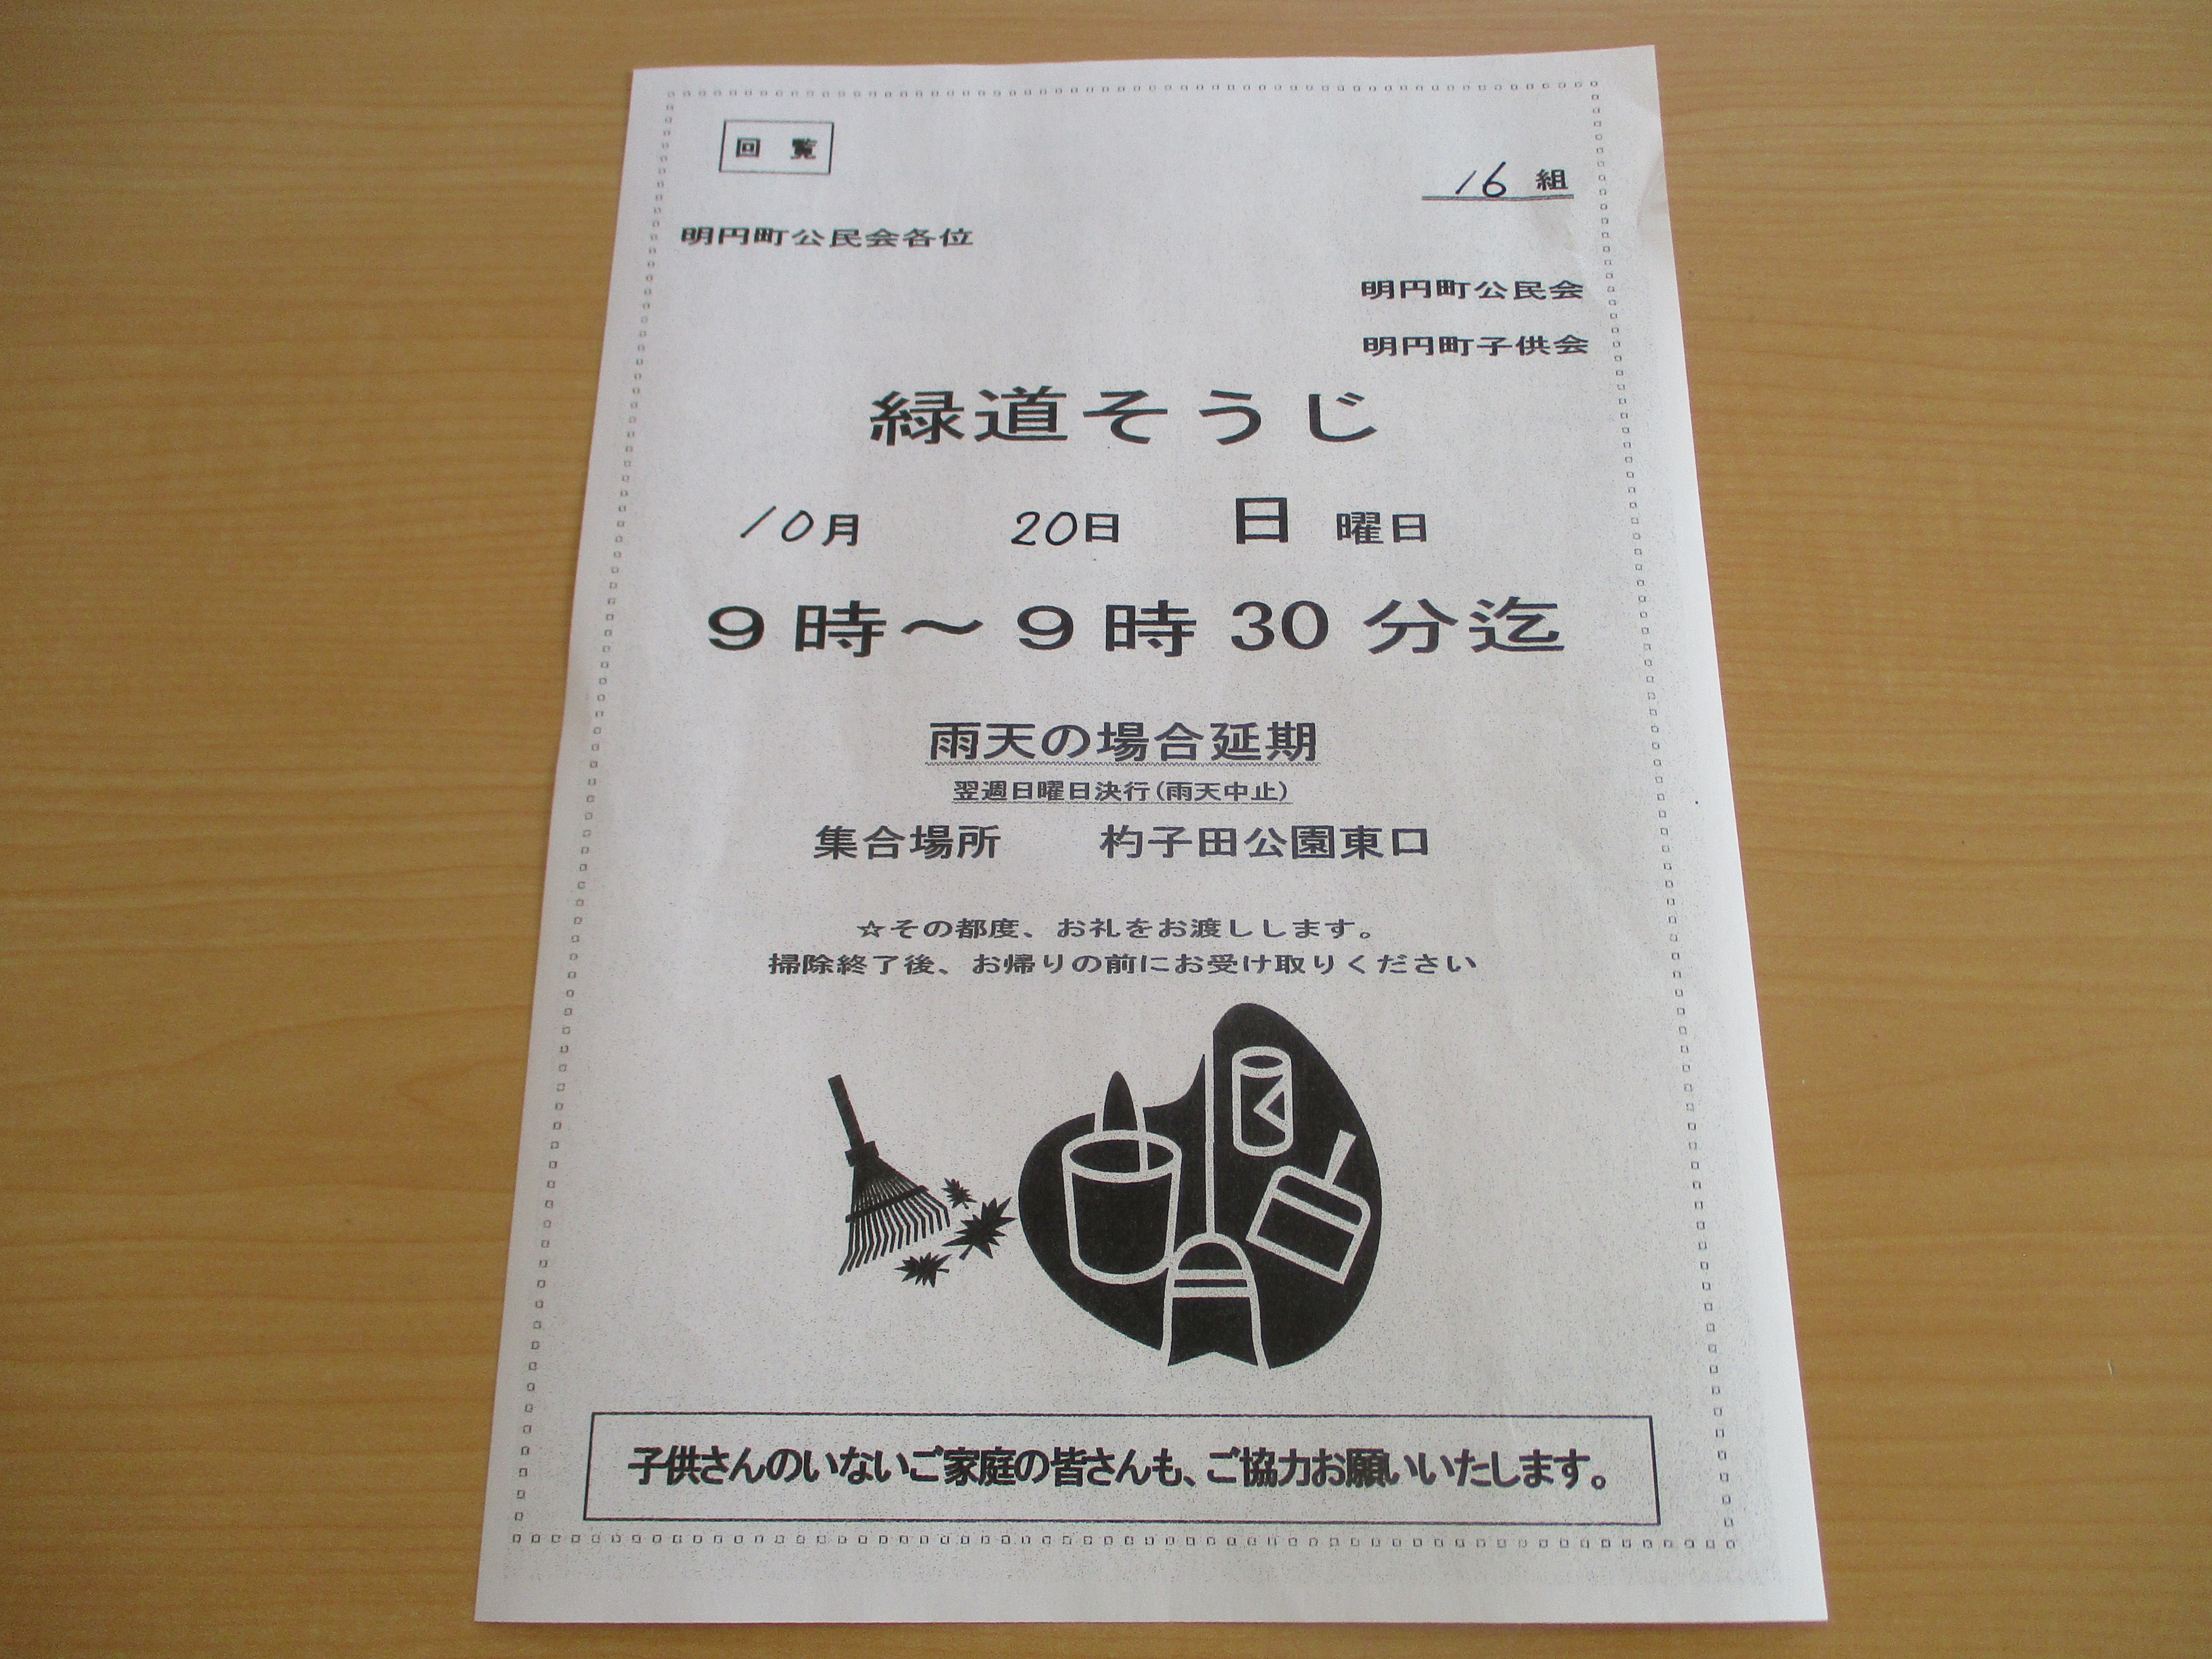 回覧
16 組
明円町公民会各位
明円町公民会
明円町子供会
緑道そうじ
10月 20日 日 曜日
9時～9時30分迄
雨天の場合延期
翌週日曜日決行(雨天中止)
集合場所 杓子田公園東口
☆その都度、お礼をお渡しします。
掃除終了後、お帰りの前にお受け取りください
子供さんのいないご家庭の皆さんも、ご協力お願いいたします。